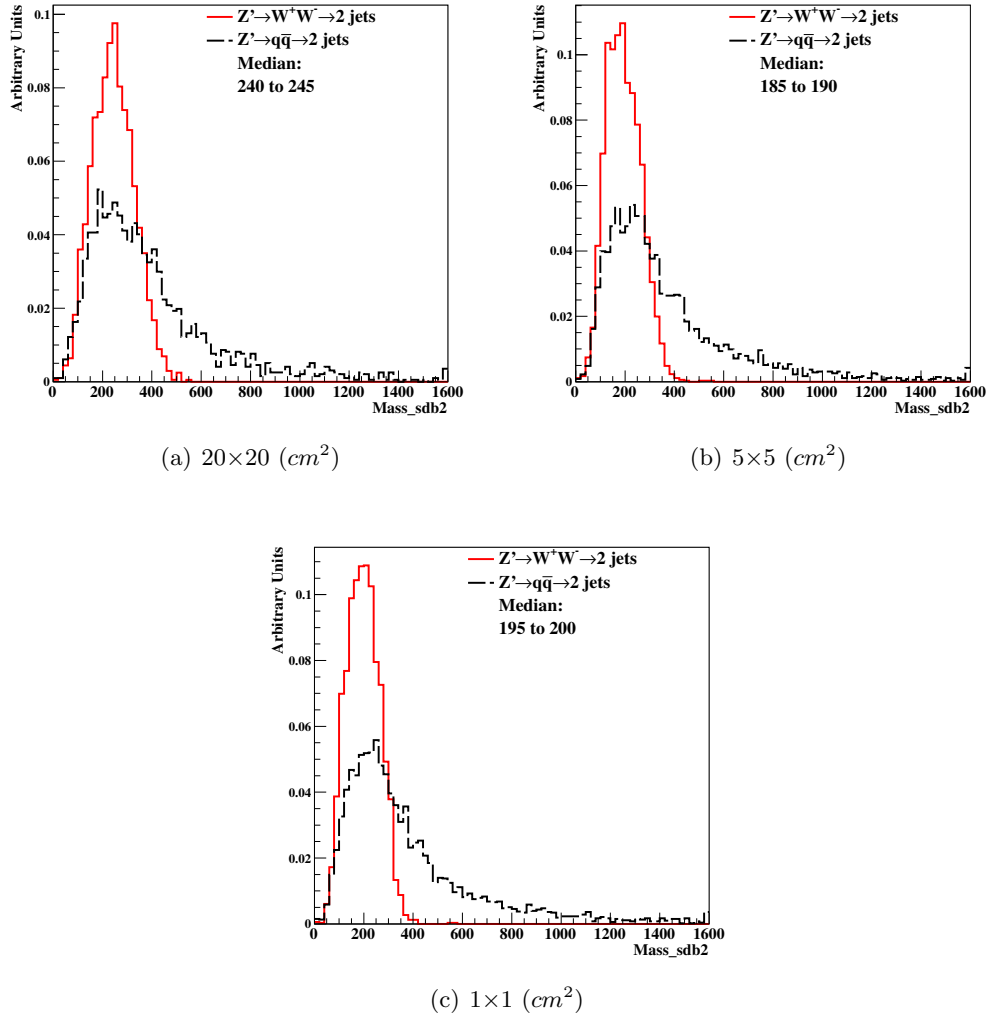 Arbitrary Units
Z'→W⁺W⁻→2 jets
Z'→qq̅→2 jets
Median:
240 to 245
0.1
0.08
0.06
0.04
0.02
0
0 200 400 600 800 1000 1200 1400 1600
Mass_sdb2
(a) 20×20 (cm²)
Arbitrary Units
Z'→W⁺W⁻→2 jets
Z'→qq̅→2 jets
Median:
185 to 190
0.1
0.08
0.06
0.04
0.02
0
0 200 400 600 800 1000 1200 1400 1600
Mass_sdb2
(b) 5×5 (cm²)
Arbitrary Units
Z'→W⁺W⁻→2 jets
Z'→qq̅→2 jets
Median:
195 to 200
0.1
0.08
0.06
0.04
0.02
0
0 200 400 600 800 1000 1200 1400 1600
Mass_sdb2
(c) 1×1 (cm²)